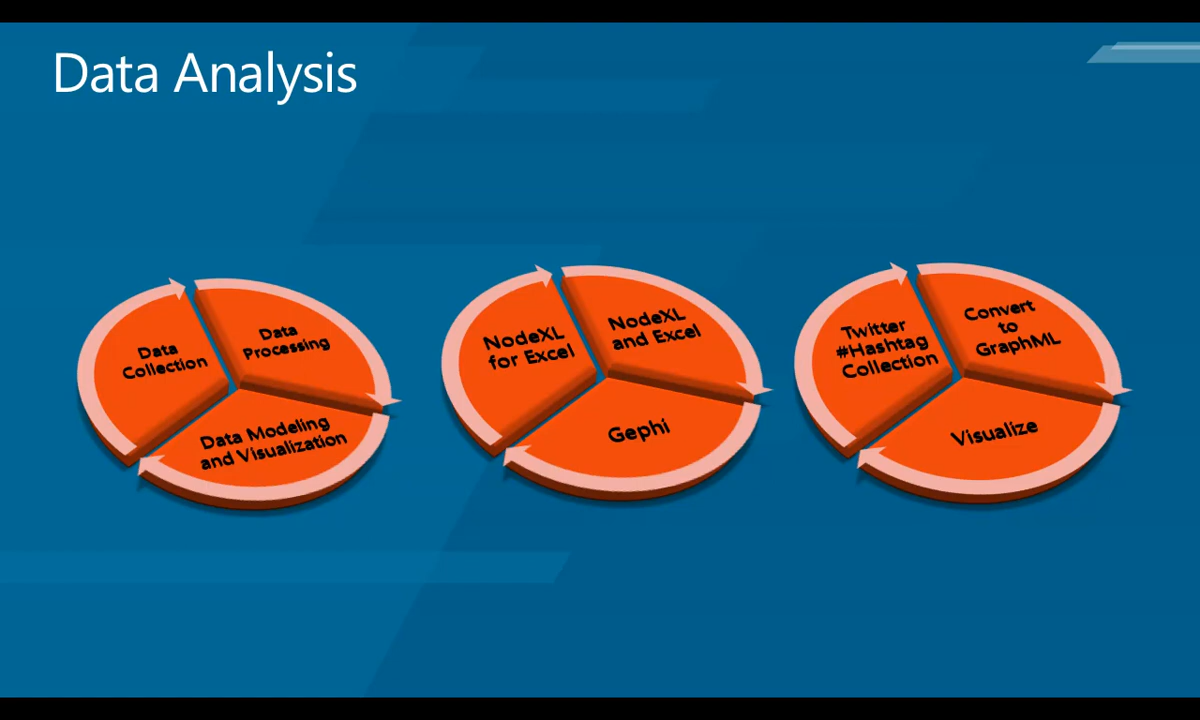 Data Analysis
Data
Collection
Data
Processing
Data Modeling
and Visualization
NodeXL
for Excel
NodeXL
and Excel
Gephi
Twitter
#Hashtag
Collection
Convert
to
GraphML
Visualize